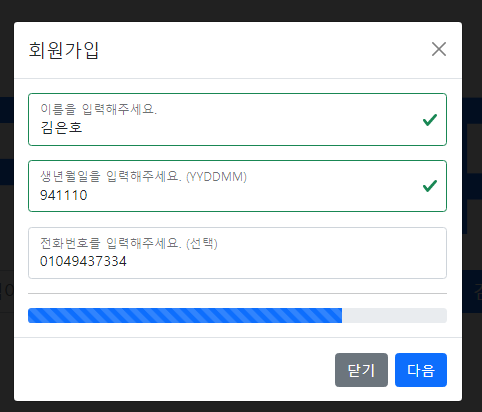 회원가입
이름을 입력해주세요.
김은호
생년월일을 입력해주세요. (YYDDMM)
941110
전화번호를 입력해주세요. (선택)
01049437334
닫기
다음